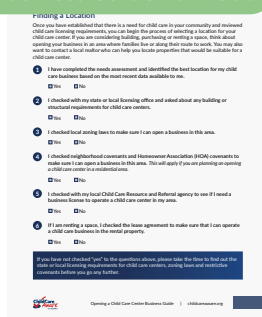 Finding a Location
Once you have established that there is need for child care in your community and reviewed
child care licensing requirements, you can begin the process of selecting a location for your
child care center. If you are considering building, purchasing or renting a space, think about
opening your business in an area where families live or along their route to work. You may also
want to contact a local realtor who can help you locate properties that would be suitable for a
child care center.
1 I have completed the needs assessment and identified the best location for my child
care business based on the most recent data available to me.
Yes No
2 I checked with my state or local licensing office and asked about any building or
structural requirements for child care centers.
Yes No
3 I checked local zoning laws to make sure I can open a business in this area.
Yes No
4 I checked neighborhood covenants and Homeowner Association (HOA) covenants to
make sure I can open a business in this area. This will apply if you are planning on opening
a child care center in a residential area.
Yes No
5 I checked with my local Child Care Resource and Referral agency to see if I need a
business license to operate a child care center in my area.
Yes No
6 If I am renting a space, I checked the lease agreement to make sure that I can operate
a child care business in the rental property.
Yes No
If you have not checked "yes" to the questions above, please take the time to find out the
state or local licensing requirements for child care centers, zoning laws and restrictive
covenants before you go any further.
ChildCare Aware
Opening a Child Care Center Business Guide | childcareaware.org